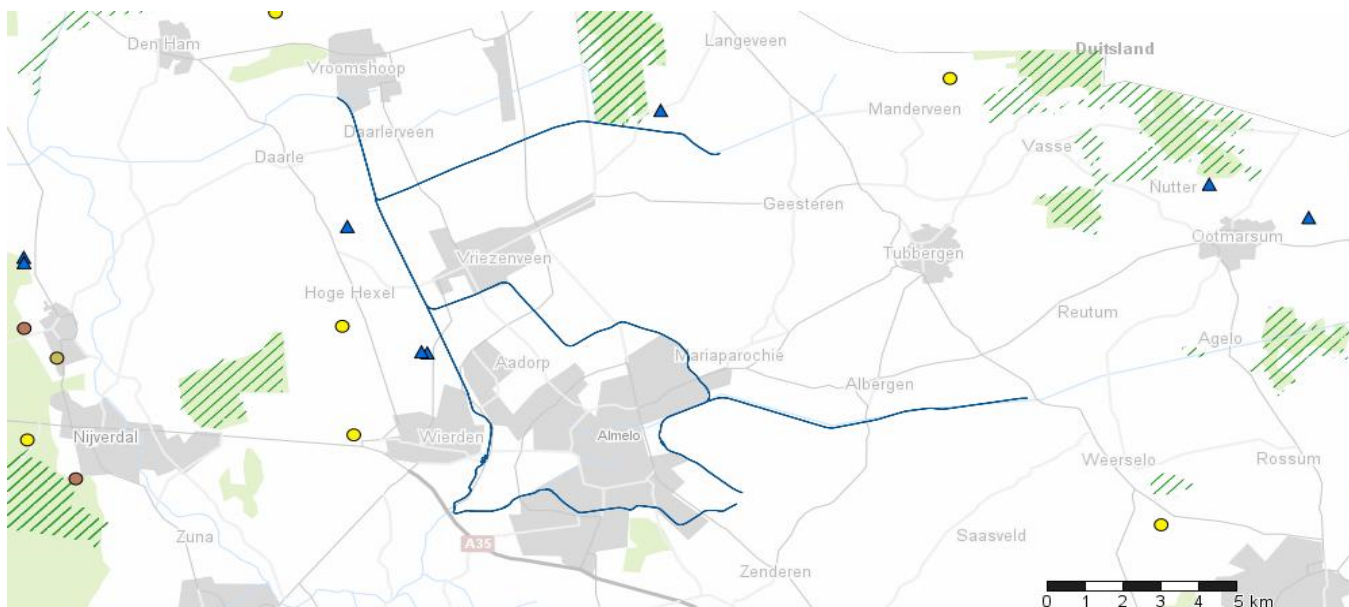 Den Ham
Langeveen
Duitsland
Vroomshoop
Manderveen
Daarlerveen
Vasse
Daarle
Nutter
Geesteren
Ootmarsum
Tubbergen
Vriezenveen
Hoge Hexel
Reutum
Agelo
Mariaparochie
Aadorp
Albergen
Nijverdal
Wierden
Almelo
Weerselo
Rossum
Zuna
A35
Saasveld
Zenderen
0 1 2 3 4 5 km